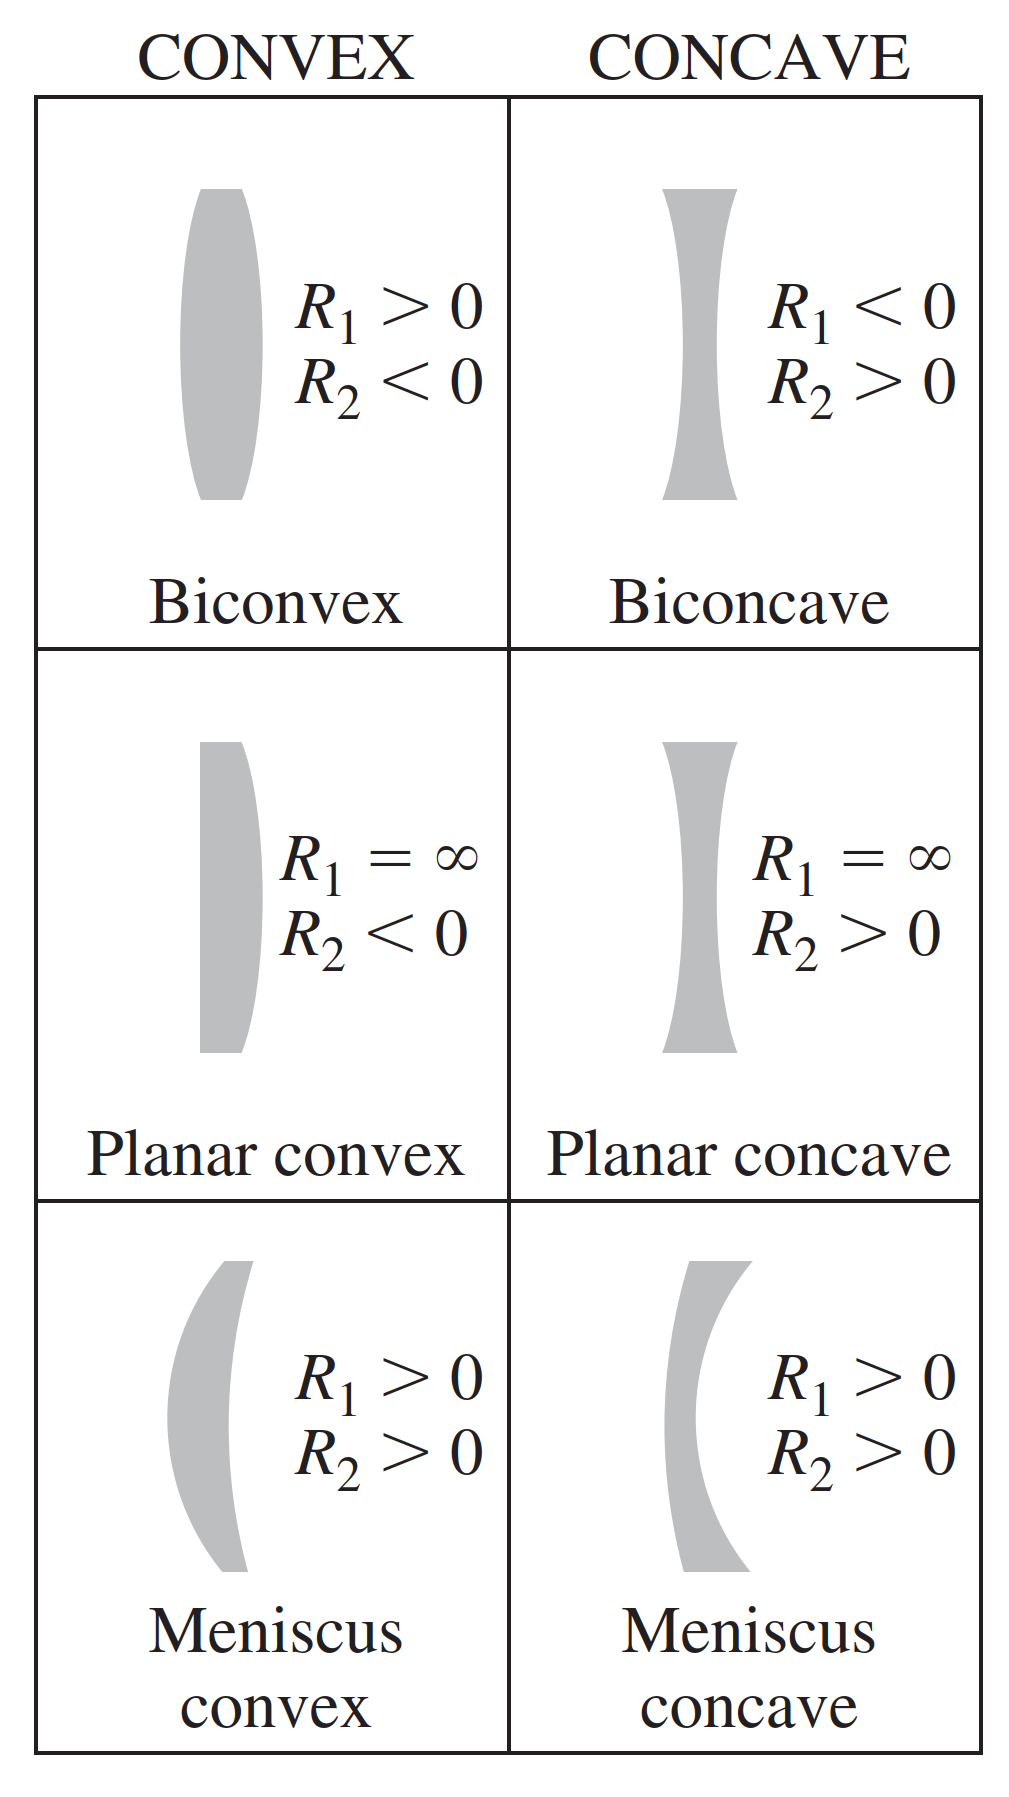 CONVEX CONCAVE
R₁ > 0
R₂ < 0
Biconvex
R₁ < 0
R₂ > 0
Biconcave
R₁ = ∞
R₂ < 0
Planar convex
R₁ = ∞
R₂ > 0
Planar concave
R₁ > 0
R₂ > 0
Meniscus
convex
R₁ > 0
R₂ > 0
Meniscus
concave